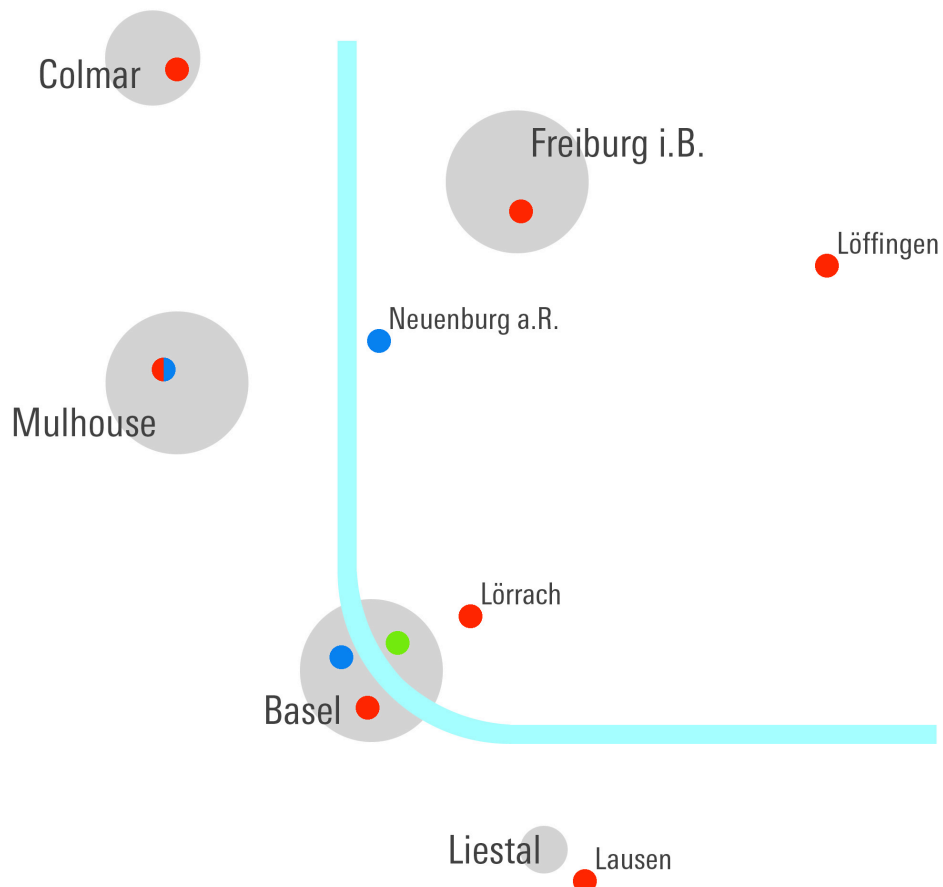 Colmar
Freiburg i.B.
Löffingen
Neuenburg a.R.
Mulhouse
Lörrach
Basel
Liestal
Lausen